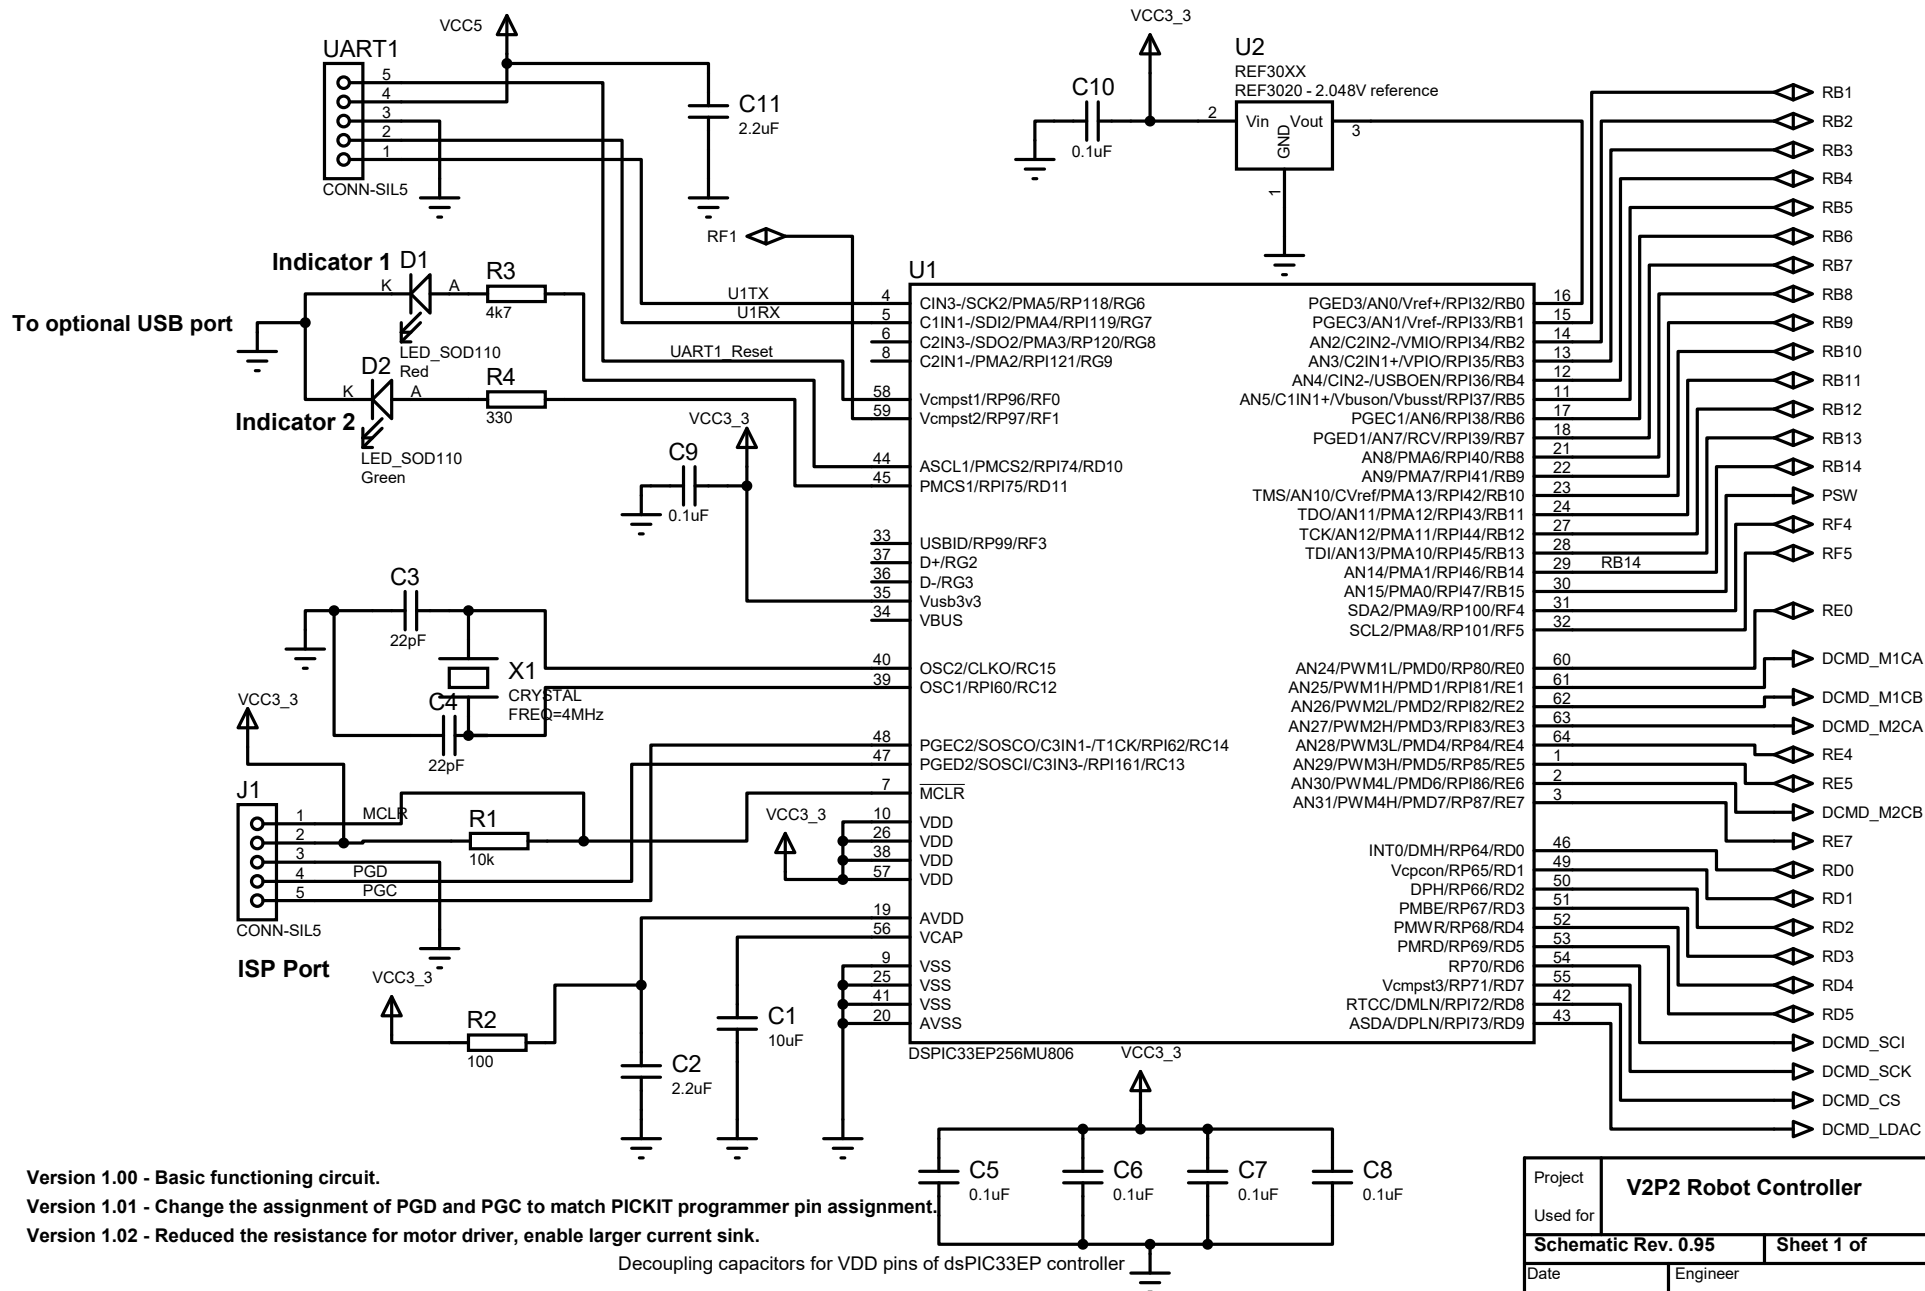 VCC5
UART1
5
4
3
2
1
CONN-SIL5
C11
2.2uF
VCC3_3
C10
0.1uF
U2
REF30XX
REF3020 - 2.048V reference
2
Vin
Vout
GND
3
1
RF1
Indicator 1
D1
K
A
R3
4k7
LED_SOD110
Red
To optional USB port
D2
K
A
R4
330
Indicator 2
LED_SOD110
Green
U1TX
U1RX
UART1_Reset
VCC3_3
C9
0.1uF
C3
22pF
X1
CRYSTAL
FREQ=4MHz
C4
22pF
VCC3_3
J1
1
2
3
4
5
MCLR
PGD
PGC
CONN-SIL5
ISP Port
R1
10k
VCC3_3
VCC3_3
R2
100
C2
2.2uF
C1
10uF
U1
4 CIN3-/SCK2/PMA5/RP118/RG6
5 C1IN1-/SDI2/PMA4/RPI119/RG7
6 C2IN3-/SDO2/PMA3/RP120/RG8
8 C2IN1-/PMA2/RPI121/RG9
58 Vcmpst1/RP96/RF0
59 Vcmpst2/RP97/RF1
44 ASCL1/PMCS2/RPI74/RD10
45 PMCS1/RPI75/RD11
33 USBID/RP99/RF3
37 D+/RG2
36 D-/RG3
35 Vusb3v3
34 VBUS
40 OSC2/CLKO/RC15
39 OSC1/RPI60/RC12
48 PGEC2/SOSCO/C3IN1-/T1CK/RPI62/RC14
47 PGED2/SOSCI/C3IN3-/RPI161/RC13
7 MCLR
10 VDD
26 VDD
38 VDD
57 VDD
19 AVDD
56 VCAP
9 VSS
25 VSS
41 VSS
20 AVSS
DSPIC33EP256MU806
PGED3/AN0/Vref+/RPI32/RB0 16
PGEC3/AN1/Vref-/RPI33/RB1 15
AN2/C2IN2-/VMIO/RPI34/RB2 14
AN3/C2IN1+/VPIO/RPI35/RB3 13
AN4/CIN2-/USBOEN/RPI36/RB4 12
AN5/C1IN1+/Vbuson/Vbusst/RPI37/RB5 11
PGEC1/AN6/RPI38/RB6 17
PGED1/AN7/RCV/RPI39/RB7 18
AN8/PMA6/RPI40/RB8 21
AN9/PMA7/RPI41/RB9 22
TMS/AN10/CVref/PMA13/RPI42/RB10 23
TDO/AN11/PMA12/RPI43/RB11 24
TCK/AN12/PMA11/RPI44/RB12 27
TDI/AN13/PMA10/RPI45/RB13 28
AN14/PMA1/RPI46/RB14 29 RB14
AN15/PMA0/RPI47/RB15 30
SDA2/PMA9/RP100/RF4 31
SCL2/PMA8/RP101/RF5 32
AN24/PWM1L/PMD0/RP80/RE0 60
AN25/PWM1H/PMD1/RPI81/RE1 61
AN26/PWM2L/PMD2/RPI82/RE2 62
AN27/PWM2H/PMD3/RPI83/RE3 63
AN28/PWM3L/PMD4/RP84/RE4 64
AN29/PWM3H/PMD5/RP85/RE5 1
AN30/PWM4L/PMD6/RPI86/RE6 2
AN31/PWM4H/PMD7/RP87/RE7 3
INT0/DMH/RP64/RD0 46
Vcpcon/RP65/RD1 49
DPH/RP66/RD2 50
PMBE/RP67/RD3 51
PMWR/RP68/RD4 52
PMRD/RP69/RD5 53
RP70/RD6 54
Vcmpst3/RP71/RD7 55
RTCC/DMLN/RPI72/RD8 42
ASDA/DPLN/RPI73/RD9 43
RB1
RB2
RB3
RB4
RB5
RB6
RB7
RB8
RB9
RB10
RB11
RB12
RB13
RB14
PSW
RF4
RF5
RE0
DCMD_M1CA
DCMD_M1CB
DCMD_M2CA
RE4
RE5
DCMD_M2CB
RE7
RD0
RD1
RD2
RD3
RD4
RD5
DCMD_SCI
DCMD_SCK
DCMD_CS
DCMD_LDAC
VCC3_3
C5
0.1uF
C6
0.1uF
C7
0.1uF
C8
0.1uF
Decoupling capacitors for VDD pins of dsPIC33EP controller
Version 1.00 - Basic functioning circuit.
Version 1.01 - Change the assignment of PGD and PGC to match PICKIT programmer pin assignment.
Version 1.02 - Reduced the resistance for motor driver, enable larger current sink.
Project
V2P2 Robot Controller
Used for
Schematic Rev. 0.95
Sheet 1 of
Date
Engineer